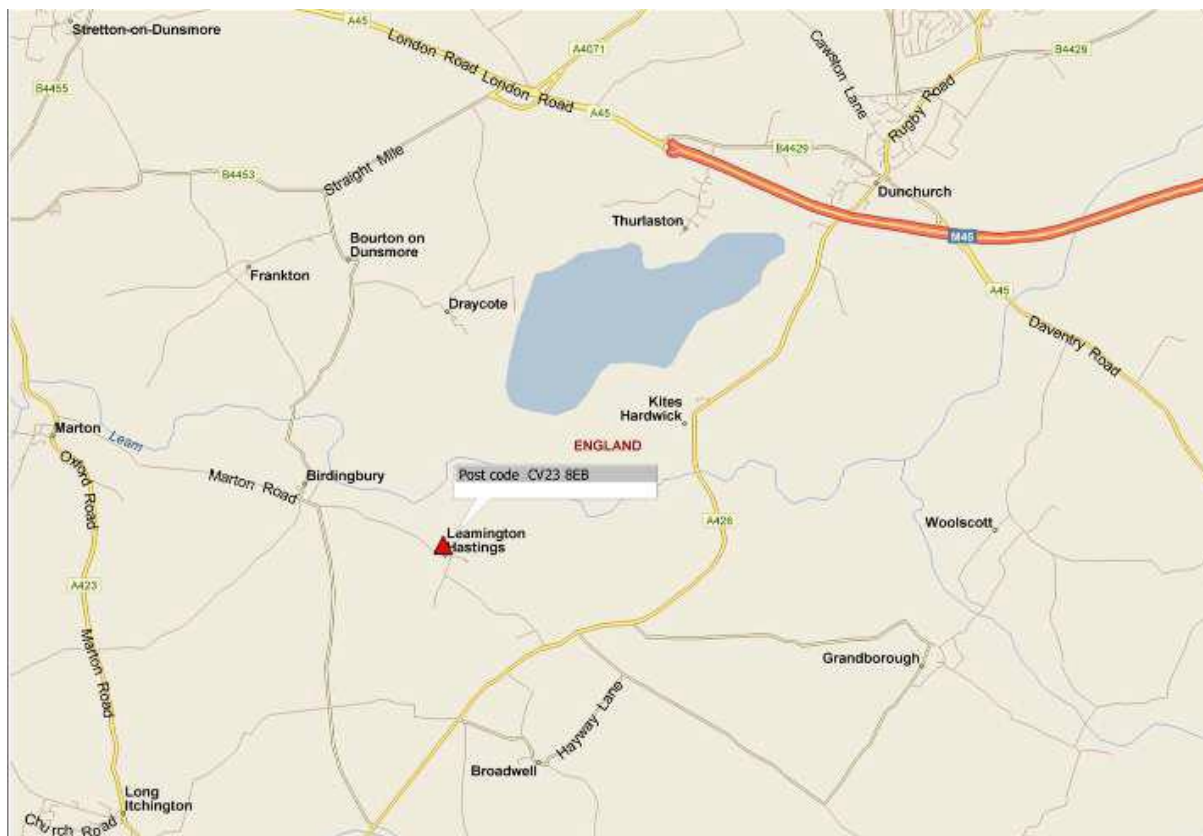 A45
A4071
Stretton-on-Dunsmore
London Road
London Road
Cawston Lane
B4429
B4455
A45
Rugby Road
B4429
B4453
Straight Mile
Dunchurch
Thurlaston
M45
Bourton on
Dunsmore
Frankton
A45
Draycote
Daventry Road
Kites
Hardwick
Marton
Leam
ENGLAND
Oxford Road
Marton Road
Birdingbury
Post code CV23 8EB
A426
Woolscott
Leamington
Hastings
A423
Marton Road
Grandborough
Hayway Lane
Broadwell
Long
Itchington
Church Road